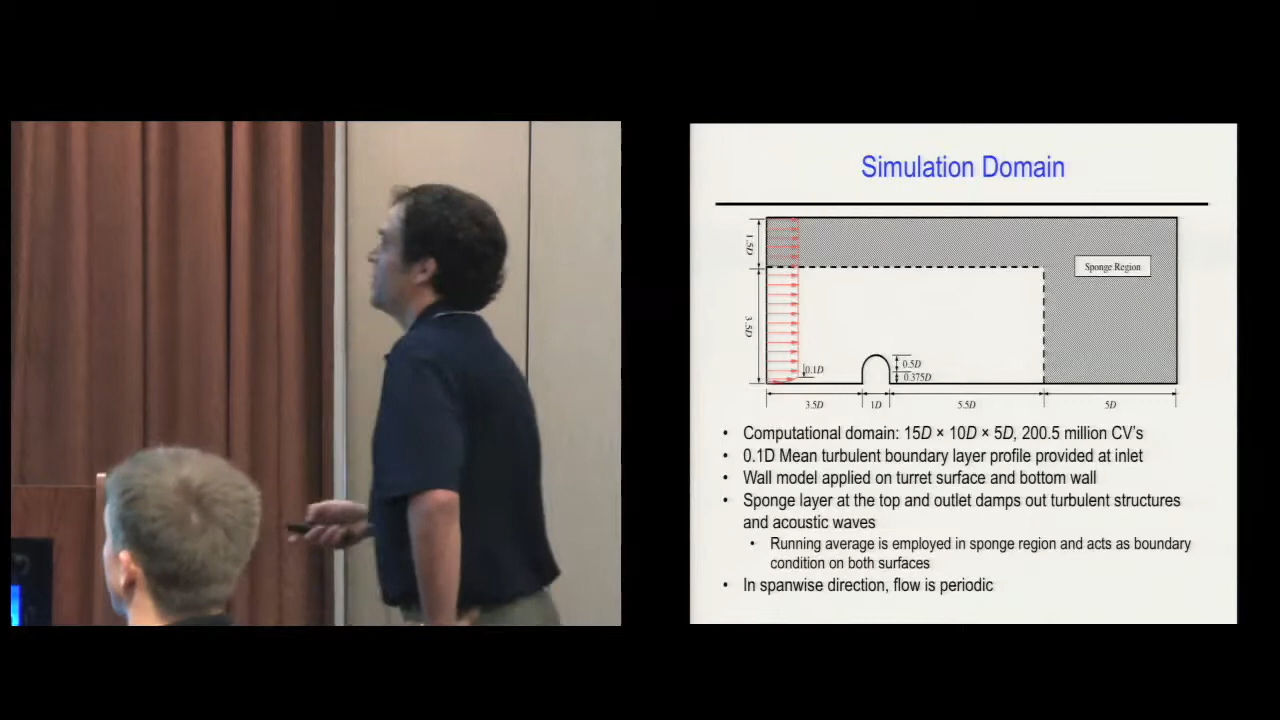 Simulation Domain
1.5D
Sponge Region
3.5D
0.1D
0.5D
0.375D
3.5D
1D
5.5D
5D
• Computational domain: 15D × 10D × 5D, 200.5 million CV's
• 0.1D Mean turbulent boundary layer profile provided at inlet
• Wall model applied on turret surface and bottom wall
• Sponge layer at the top and outlet damps out turbulent structures
and acoustic waves
• Running average is employed in sponge region and acts as boundary
condition on both surfaces
• In spanwise direction, flow is periodic